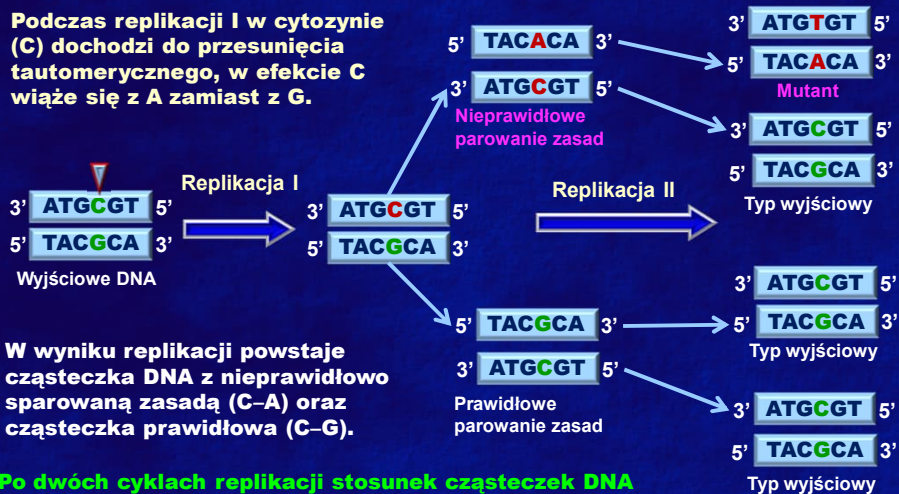 Podczas replikacji I w cytozynie
(C) dochodzi do przesunięcia
tautomerycznego, w efekcie C
wiąże się z A zamiast z G.
3’ ATGCGT 5’
5’ TACGCA 3’
Wyjściowe DNA
Replikacja I
3’ ATGCGT 5’
5’ TACGCA 3’
5’ TACACA 3’
3’ ATGCGT 5’
Nieprawidłowe
parowanie zasad
5’ TACGCA 3’
3’ ATGCGT 5’
Prawidłowe
parowanie zasad
Replikacja II
3’ ATGTGT 5’
5’ TACACA 3’
Mutant
3’ ATGCGT 5’
5’ TACGCA 3’
Typ wyjściowy
3’ ATGCGT 5’
5’ TACGCA 3’
Typ wyjściowy
3’ ATGCGT 5’
5’ TACGCA 3’
Typ wyjściowy
W wyniku replikacji powstaje
cząsteczka DNA z nieprawidłowo
sparowaną zasadą (C–A) oraz
cząsteczka prawidłowa (C–G).
Po dwóch cyklach replikacji stosunek cząsteczek DNA